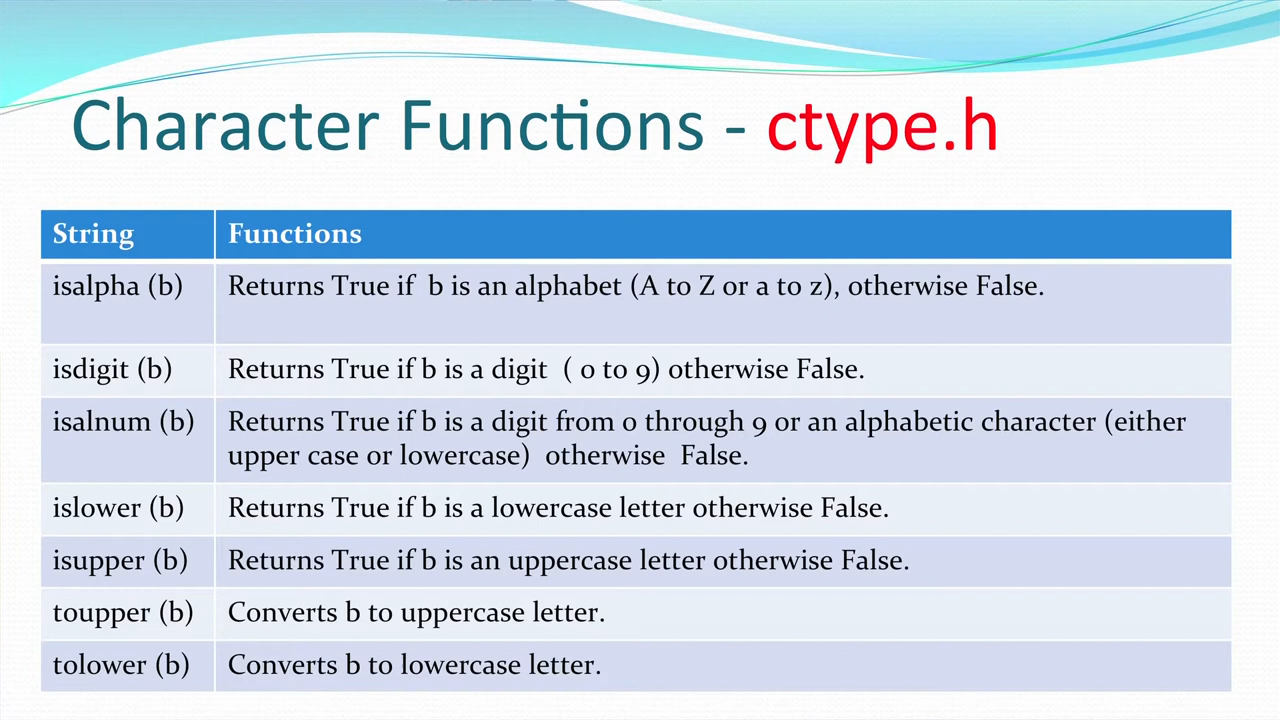 Character Functions - ctype.h
String Functions
isalpha (b) Returns True if b is an alphabet (A to Z or a to z), otherwise False.
isdigit (b) Returns True if b is a digit ( 0 to 9) otherwise False.
isalnum (b) Returns True if b is a digit from 0 through 9 or an alphabetic character (either
upper case or lowercase) otherwise False.
islower (b) Returns True if b is a lowercase letter otherwise False.
isupper (b) Returns True if b is an uppercase letter otherwise False.
toupper (b) Converts b to uppercase letter.
tolower (b) Converts b to lowercase letter.